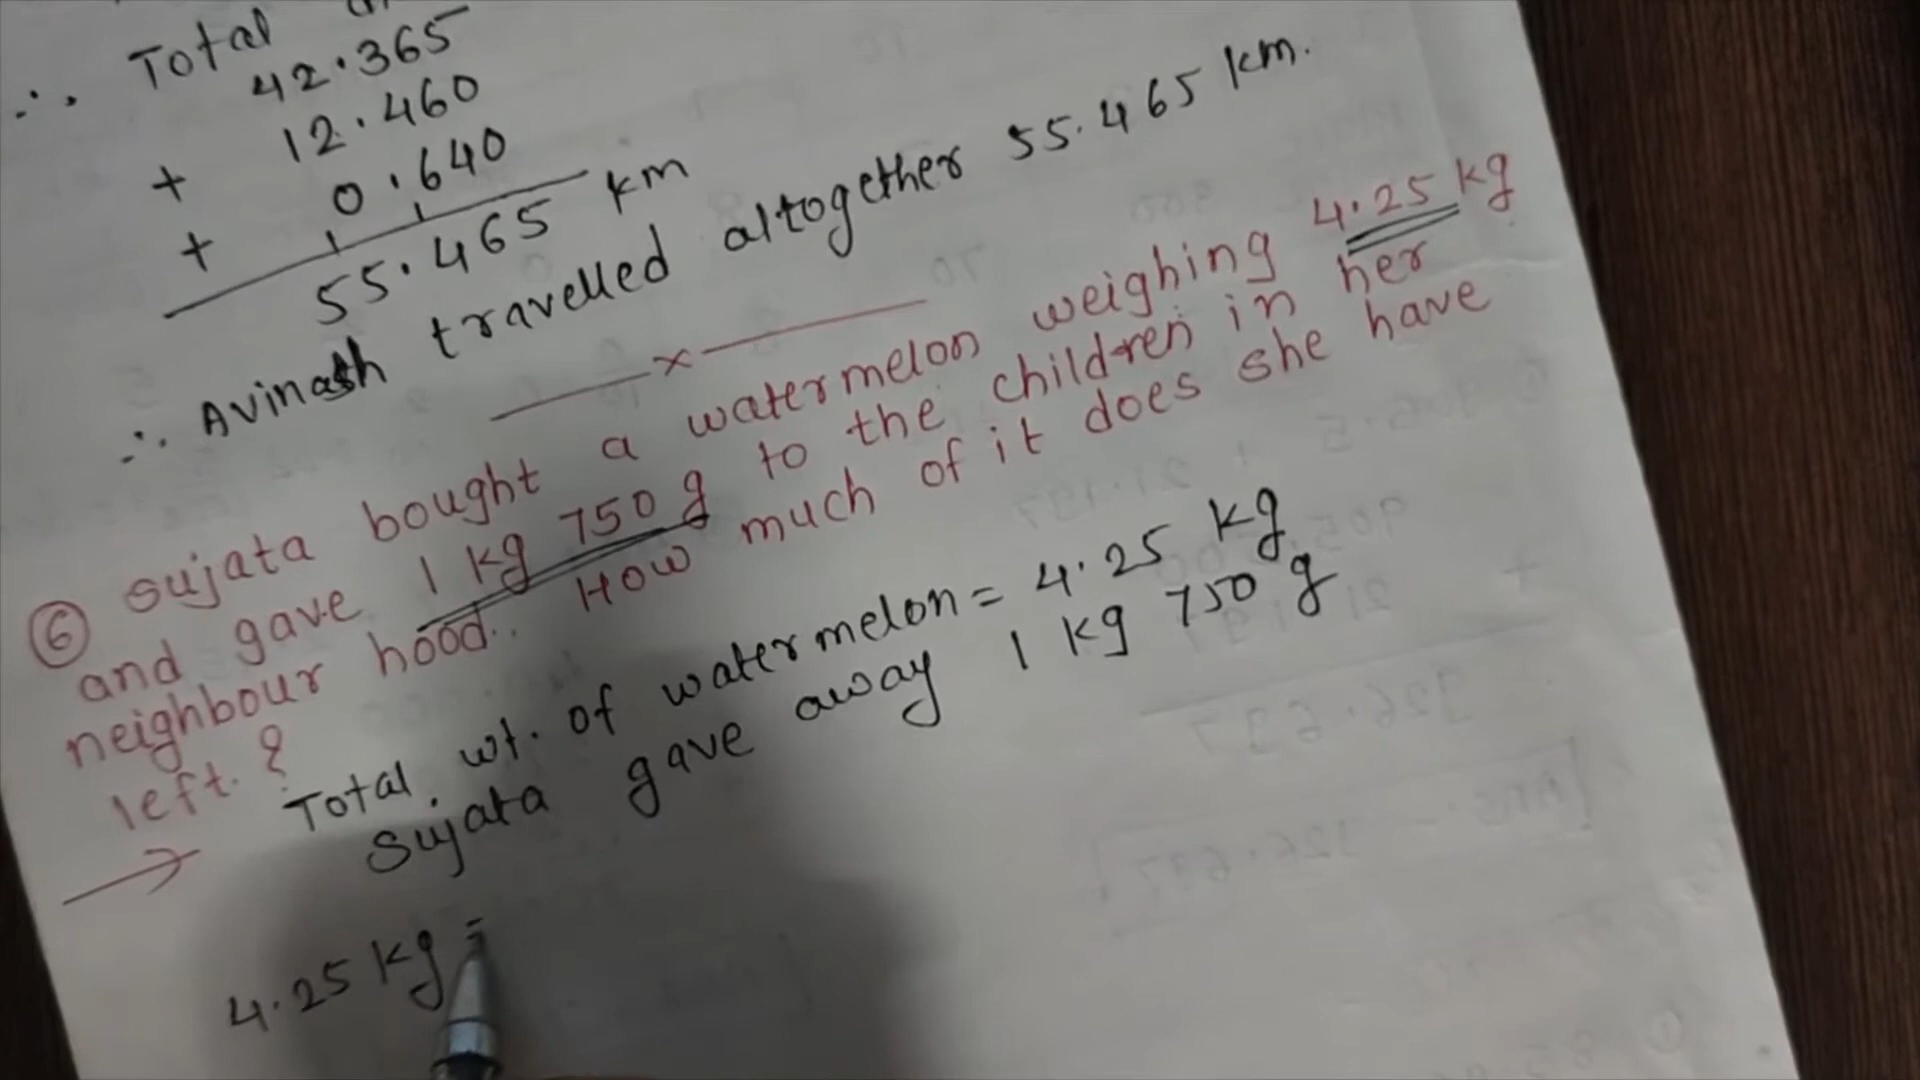 ∴ Total
42.365
+ 12.460
+ 0.640
1 1
55.465 km
∴ Avinash travelled altogether 55.465 km.
x
⑥ sujata bought a watermelon weighing 4.25 kg
and gave 1 kg 750 g to the children in her
neighbour hood. How much of it does she have
left. ?
→ Total wt. of watermelon = 4.25 kg
Sujata gave away 1 kg 750 g
4.25 kg =